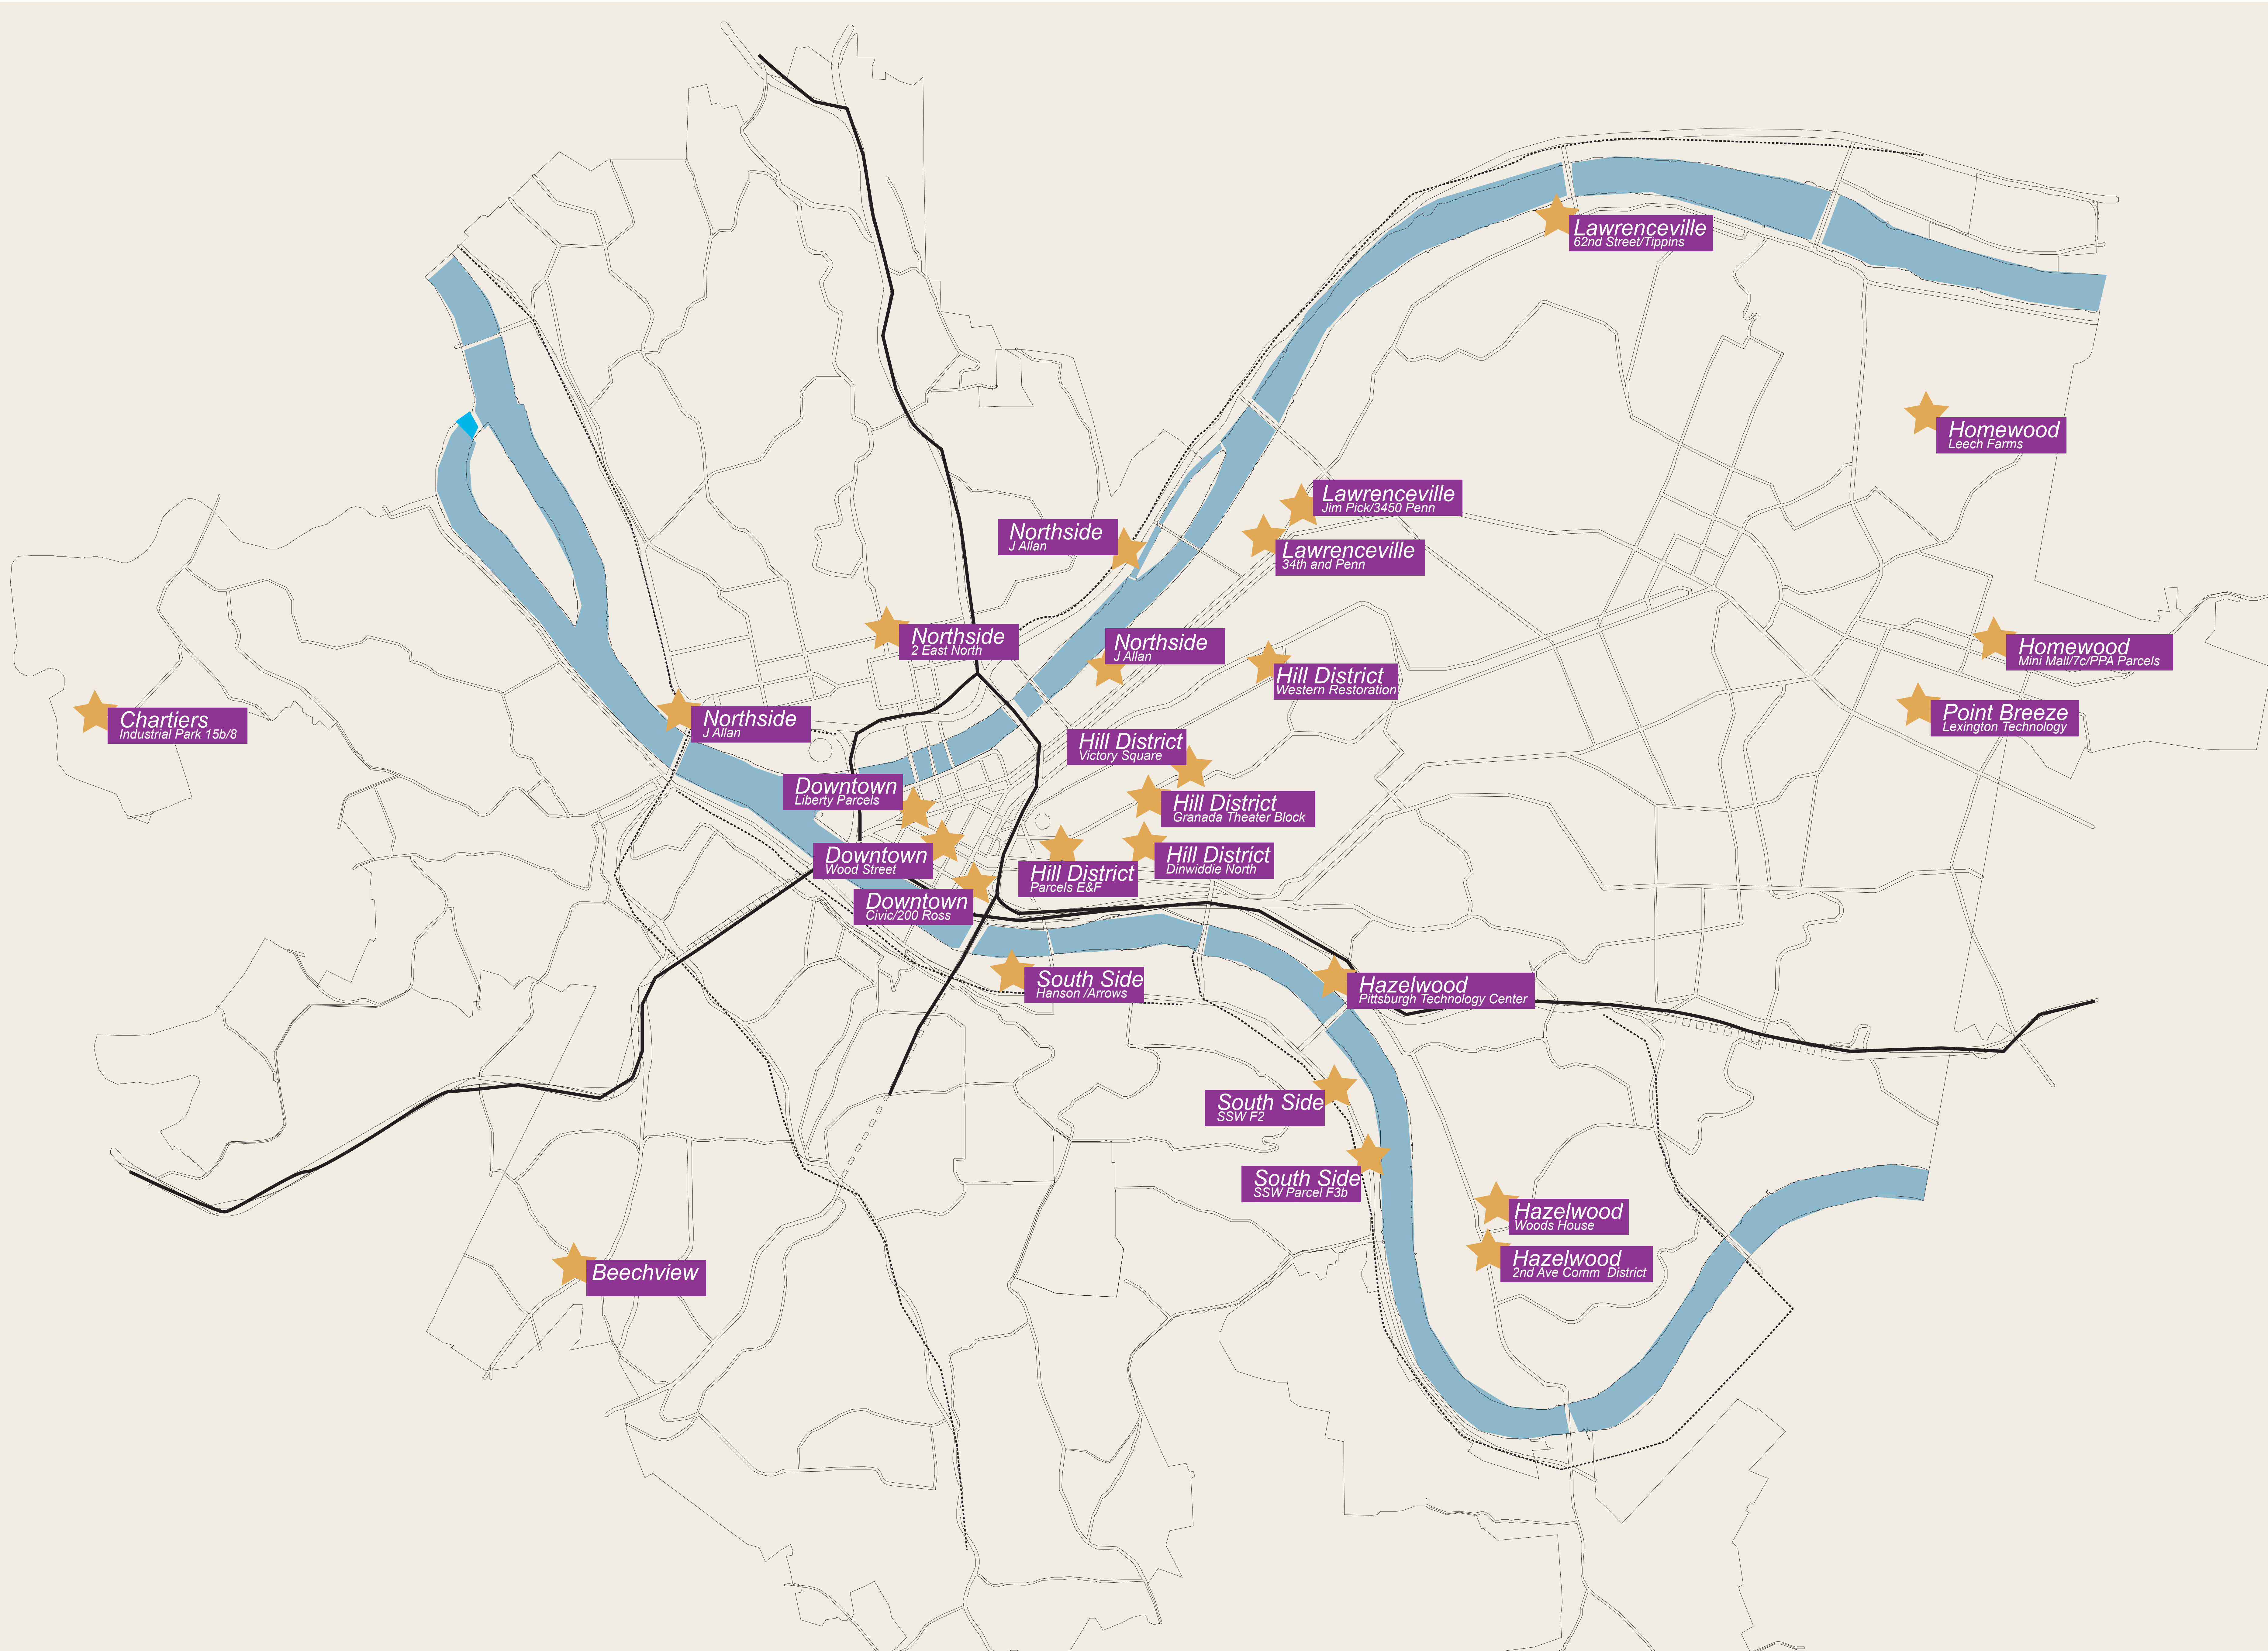 Lawrenceville
62nd Street/Tippins
Homewood
Leech Farms
Lawrenceville
Jim Pick/3450 Penn
Northside
J Allan
Lawrenceville
34th and Penn
Northside
2 East North
Northside
J Allan
Homewood
Mini Mall/7c/PPA Parcels
Hill District
Western Restoration
Chartiers
Industrial Park 15b/8
Northside
J Allan
Point Breeze
Lexington Technology
Hill District
Victory Square
Downtown
Liberty Parcels
Hill District
Granada Theater Block
Downtown
Wood Street
Hill District
Dinwiddie North
Hill District
Parcels E&F
Downtown
Civic/200 Ross
South Side
Hanson /Arrows
Hazelwood
Pittsburgh Technology Center
South Side
SSW F2
South Side
SSW Parcel F3b
Hazelwood
Woods House
Hazelwood
2nd Ave Comm  District
Beechview